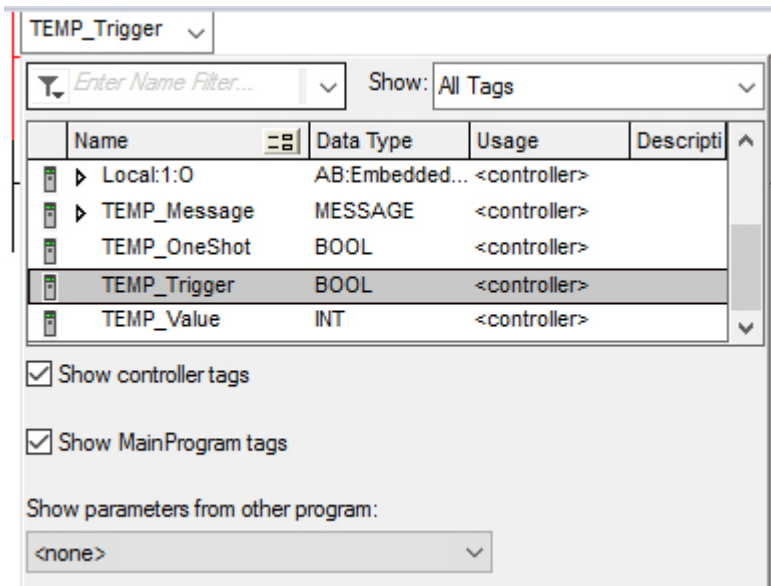 TEMP_Trigger
Enter Name Filter... Show: All Tags
Name Data Type Usage Descripti
Local:1:O AB:Embedded... <controller>
TEMP_Message MESSAGE <controller>
TEMP_OneShot BOOL <controller>
TEMP_Trigger BOOL <controller>
TEMP_Value INT <controller>
Show controller tags
Show MainProgram tags
Show parameters from other program:
<none>